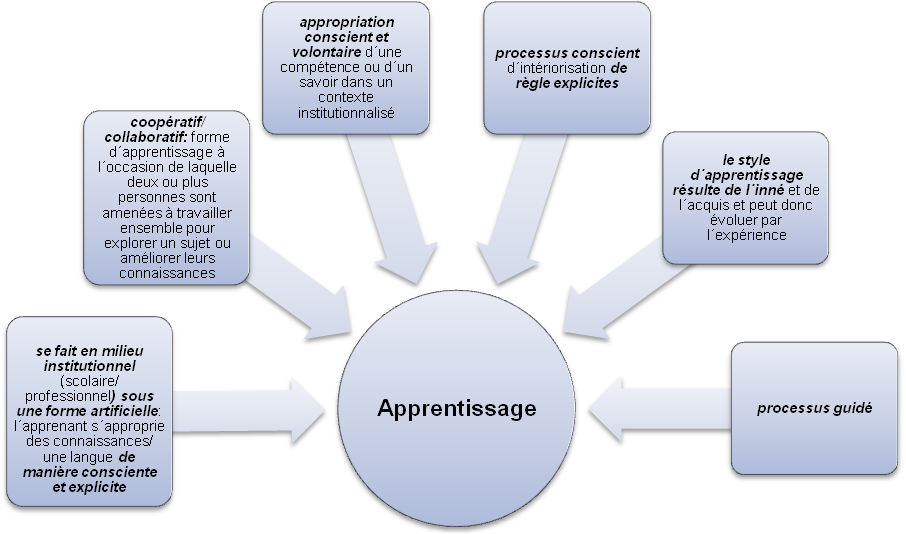 appropriation
conscient et
volontaire d´une
compétence ou d´un
savoir dans un
contexte
institutionnalisé
processus conscient
d´intériorisation de
règle explicites
coopératif/
collaboratif: forme
d´apprentissage à
l´occasion de laquelle
deux ou plus
personnes sont
amenées à travailler
ensemble pour
explorer un sujet ou
améliorer leurs
connaissances
le style
d´apprentissage
résulte de l´inné et de
l´acquis et peut donc
évoluer par
l´expérience
se fait en milieu
institutionnel
(scolaire/
professionnel) sous
une forme artificielle:
l´apprenant s´approprie
des connaissances/
une langue de
manière consciente
et explicite
Apprentissage
processus guidé